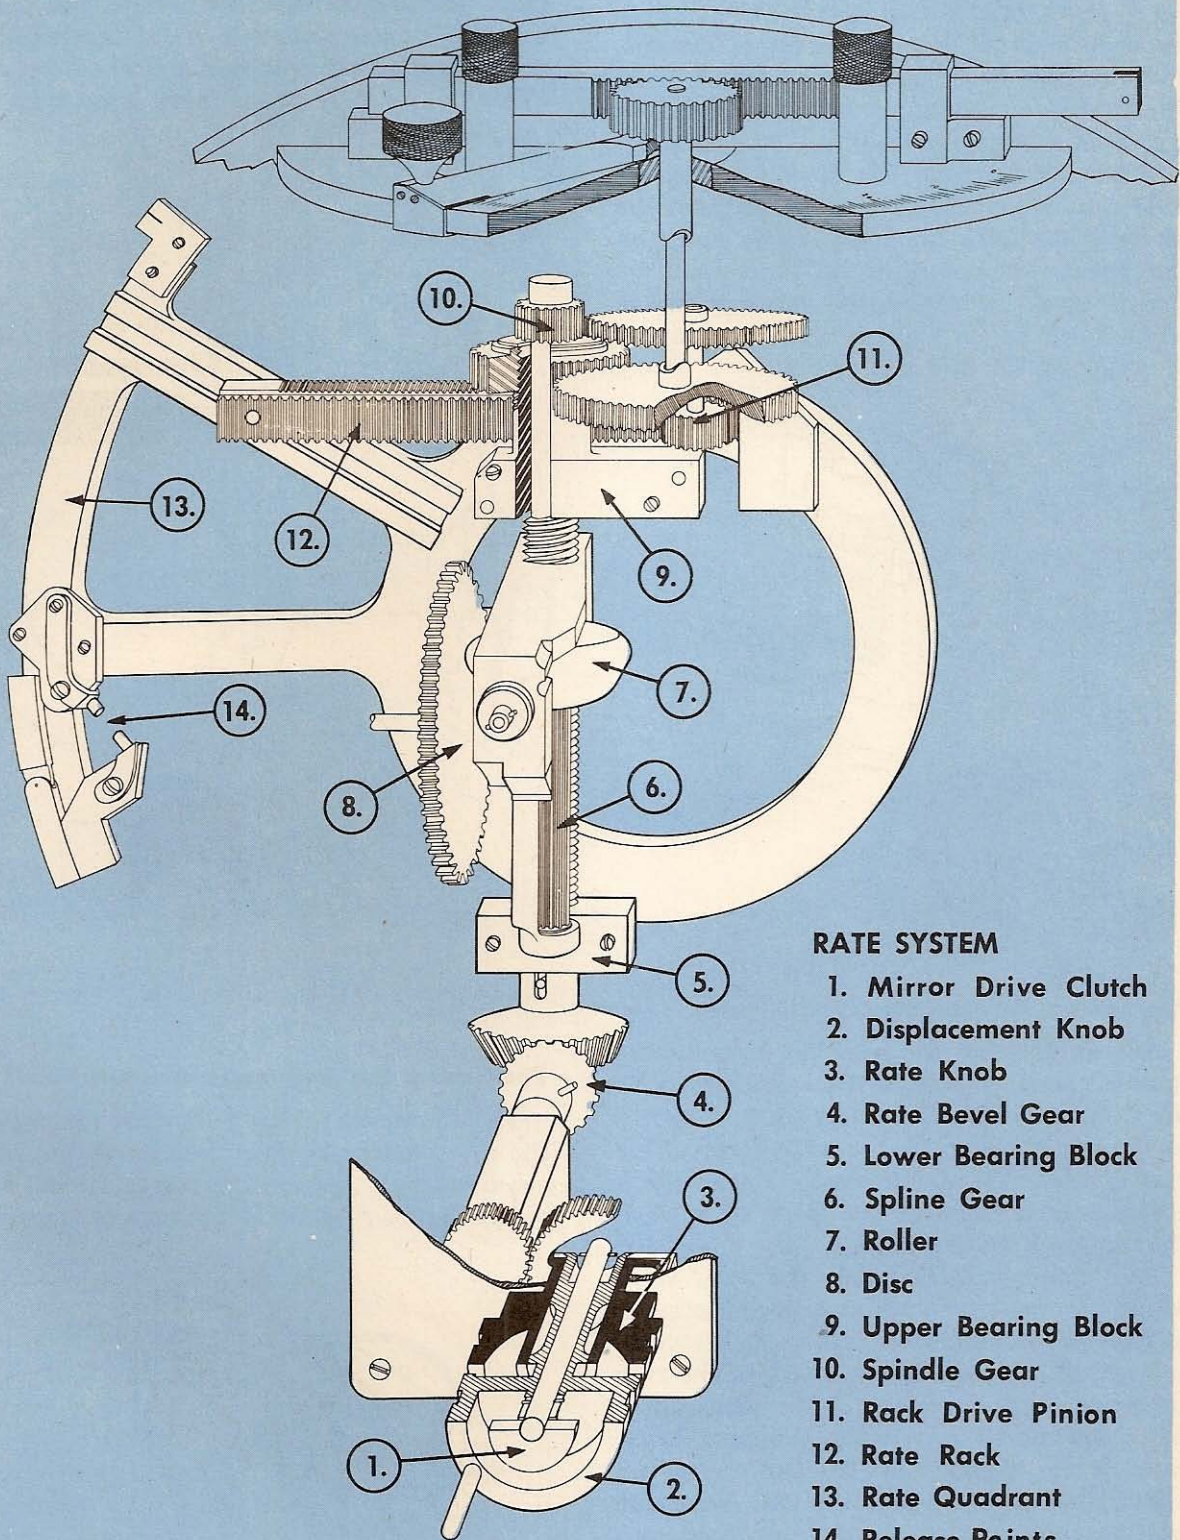 10.
11.
12.
13.
9.
7.
14.
8.
6.
5.
4.
3.
1.
2.
RATE SYSTEM
1. Mirror Drive Clutch
2. Displacement Knob
3. Rate Knob
4. Rate Bevel Gear
5. Lower Bearing Block
6. Spline Gear
7. Roller
8. Disc
9. Upper Bearing Block
10. Spindle Gear
11. Rack Drive Pinion
12. Rate Rack
13. Rate Quadrant
14. Release Points